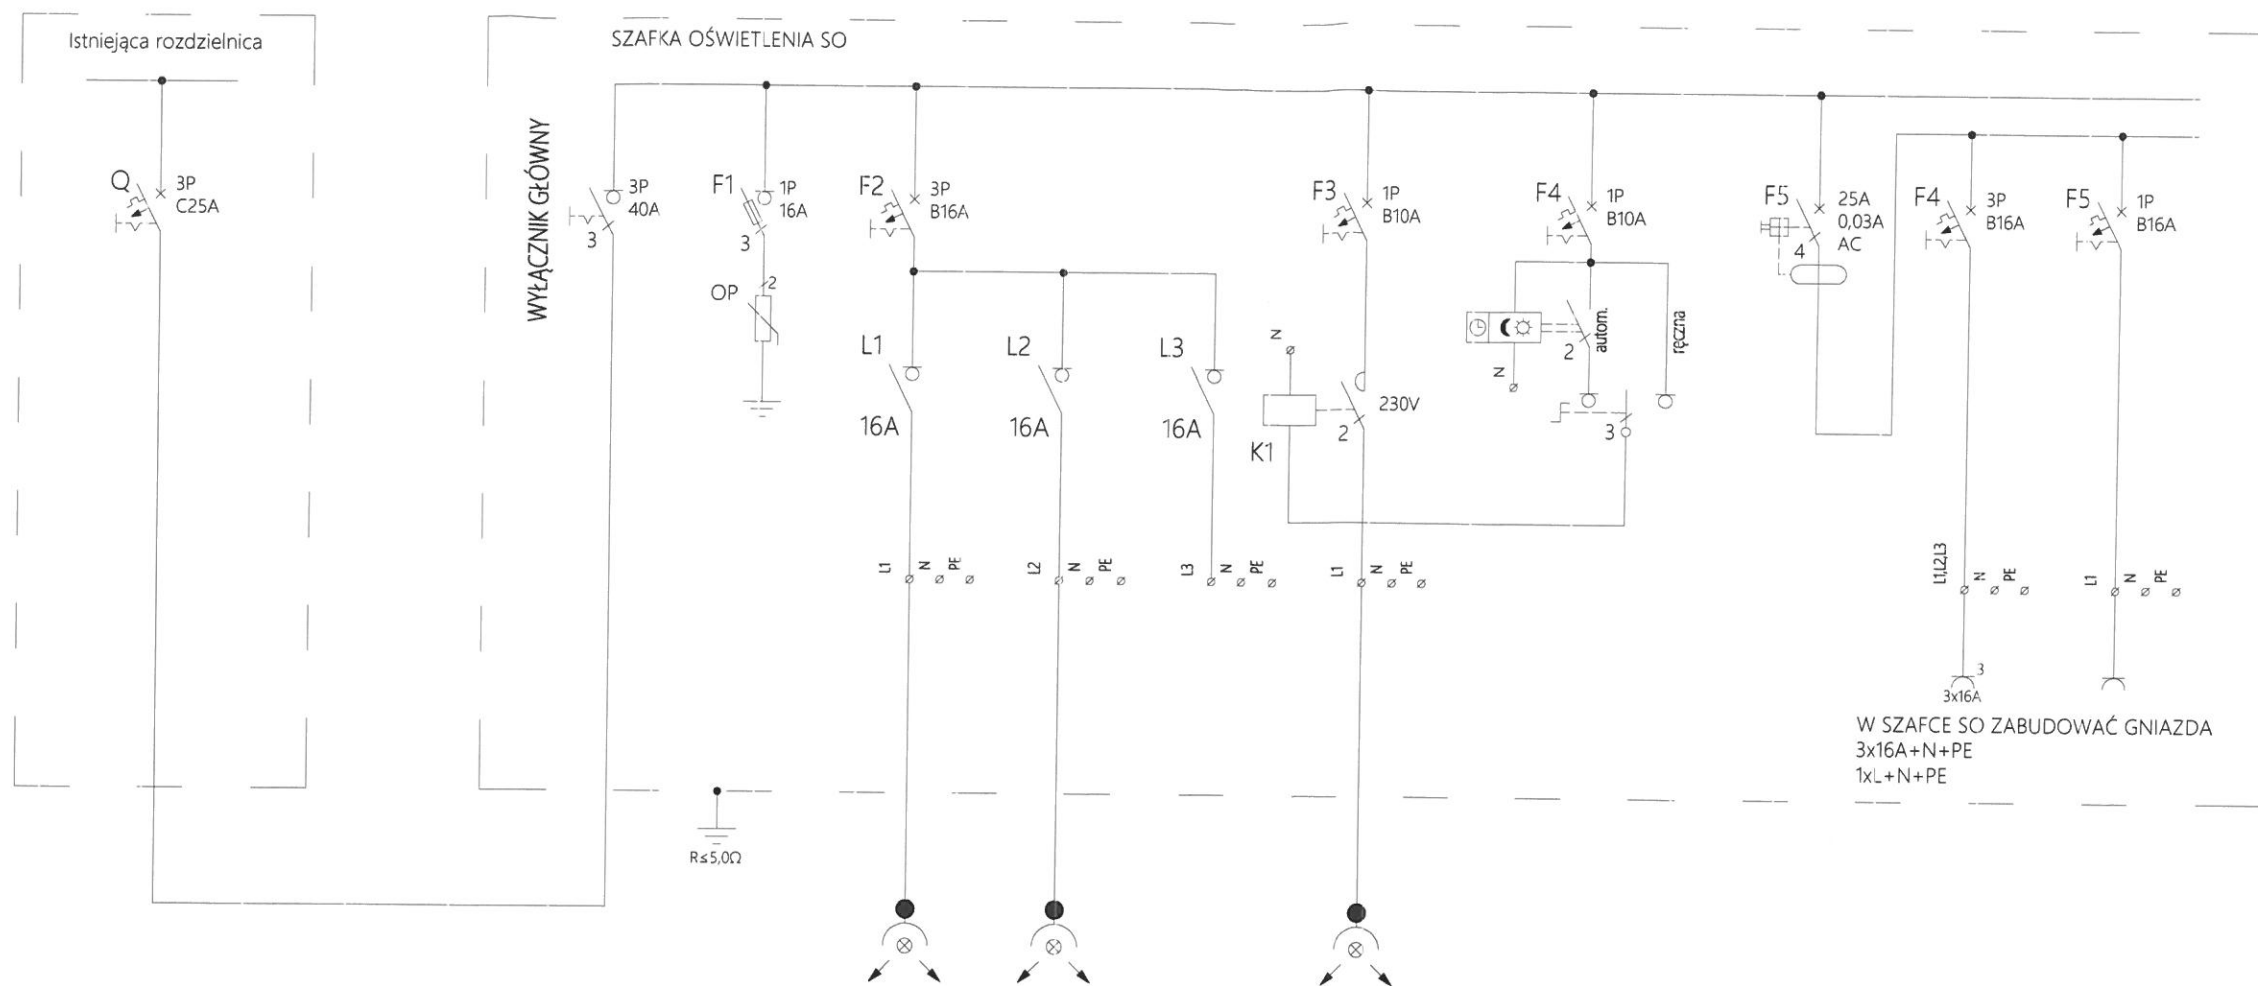 Istniejąca rozdzielnica
Q
3P
C25A
SZAFKA OŚWIETLENIA SO
WYŁĄCZNIK GŁÓWNY
3P
40A
3
F1
1P
16A
3
OP
2
F2
3P
B16A
L1
16A
L2
16A
L3
16A
L1
N
PE
L2
N
PE
L3
N
PE
F3
1P
B10A
N
230V
2
K1
L1
N
PE
F4
1P
B10A
2
autom.
ręczna
N
3
F5
25A
0,03A
AC
4
F4
3P
B16A
F5
1P
B16A
L1,L2,L3
N
PE
L1
N
PE
3
3x16A
W SZAFCE SO ZABUDOWAĆ GNIAZDA
3x16A+N+PE
1xL+N+PE
R≤5,0Ω